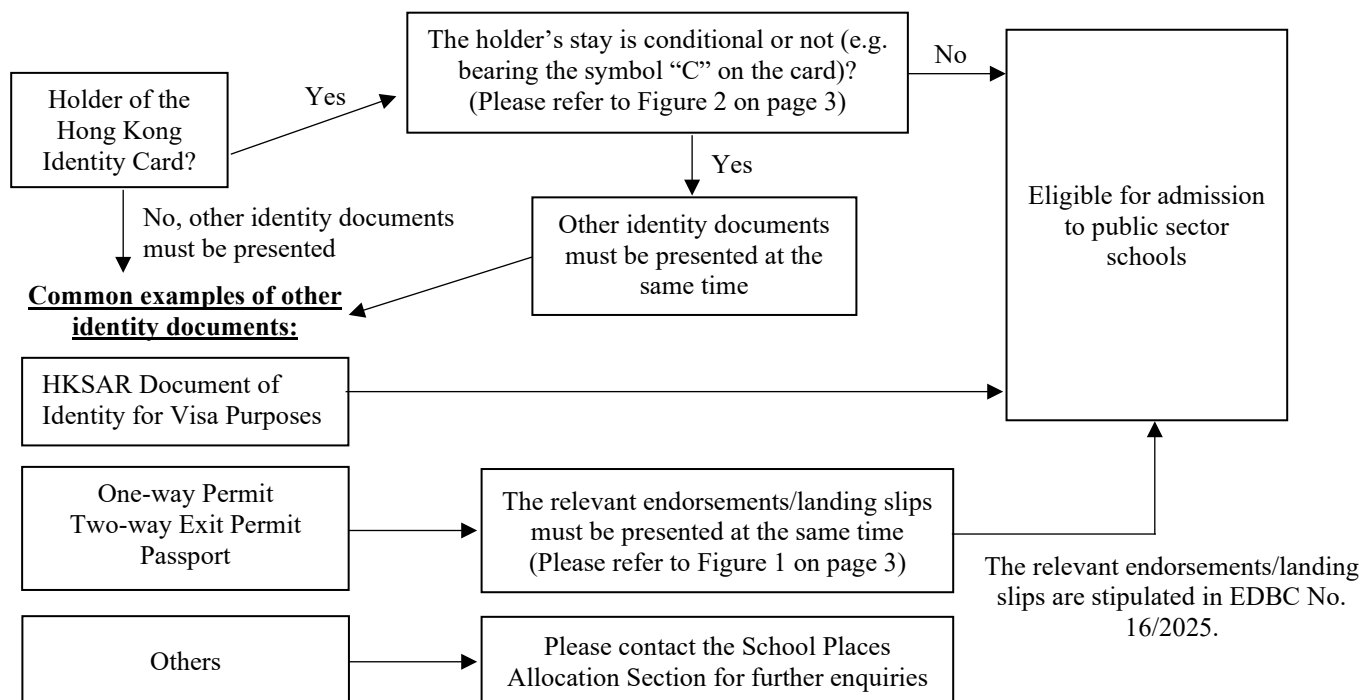 Holder of the
Hong Kong
Identity Card?
Yes
The holder’s stay is conditional or not (e.g.
bearing the symbol “C” on the card)?
(Please refer to Figure 2 on page 3)
No
Eligible for admission
to public sector
schools
Yes
No, other identity documents
must be presented
Other identity documents
must be presented at the
same time
Common examples of other
identity documents:
HKSAR Document of
Identity for Visa Purposes
One-way Permit
Two-way Exit Permit
Passport
The relevant endorsements/landing slips
must be presented at the same time
(Please refer to Figure 1 on page 3)
The relevant endorsements/landing
slips are stipulated in EDBC No.
16/2025.
Others
Please contact the School Places
Allocation Section for further enquiries